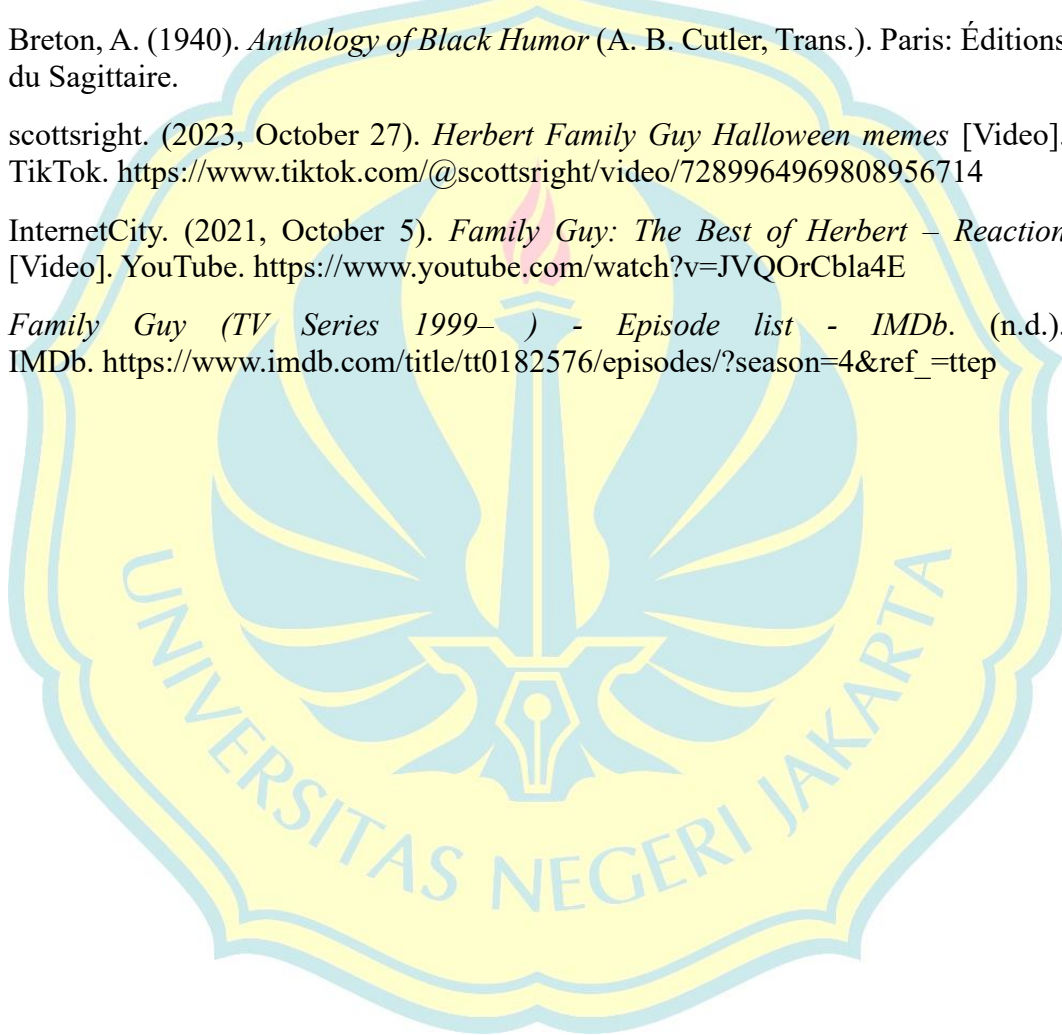 Breton, A. (1940). Anthology of Black Humor (A. B. Cutler, Trans.). Paris: Éditions
du Sagittaire.
scottsright. (2023, October 27). Herbert Family Guy Halloween memes [Video].
TikTok. https://www.tiktok.com/@scottsright/video/7289964969808956714
InternetCity. (2021, October 5). Family Guy: The Best of Herbert – Reaction
[Video]. YouTube. https://www.youtube.com/watch?v=JVQOrCbla4E
Family Guy (TV Series 1999– ) - Episode list - IMDb. (n.d.).
IMDb. https://www.imdb.com/title/tt0182576/episodes/?season=4&ref_=ttep
UNIVERSITAS NEGERI JAKARTA